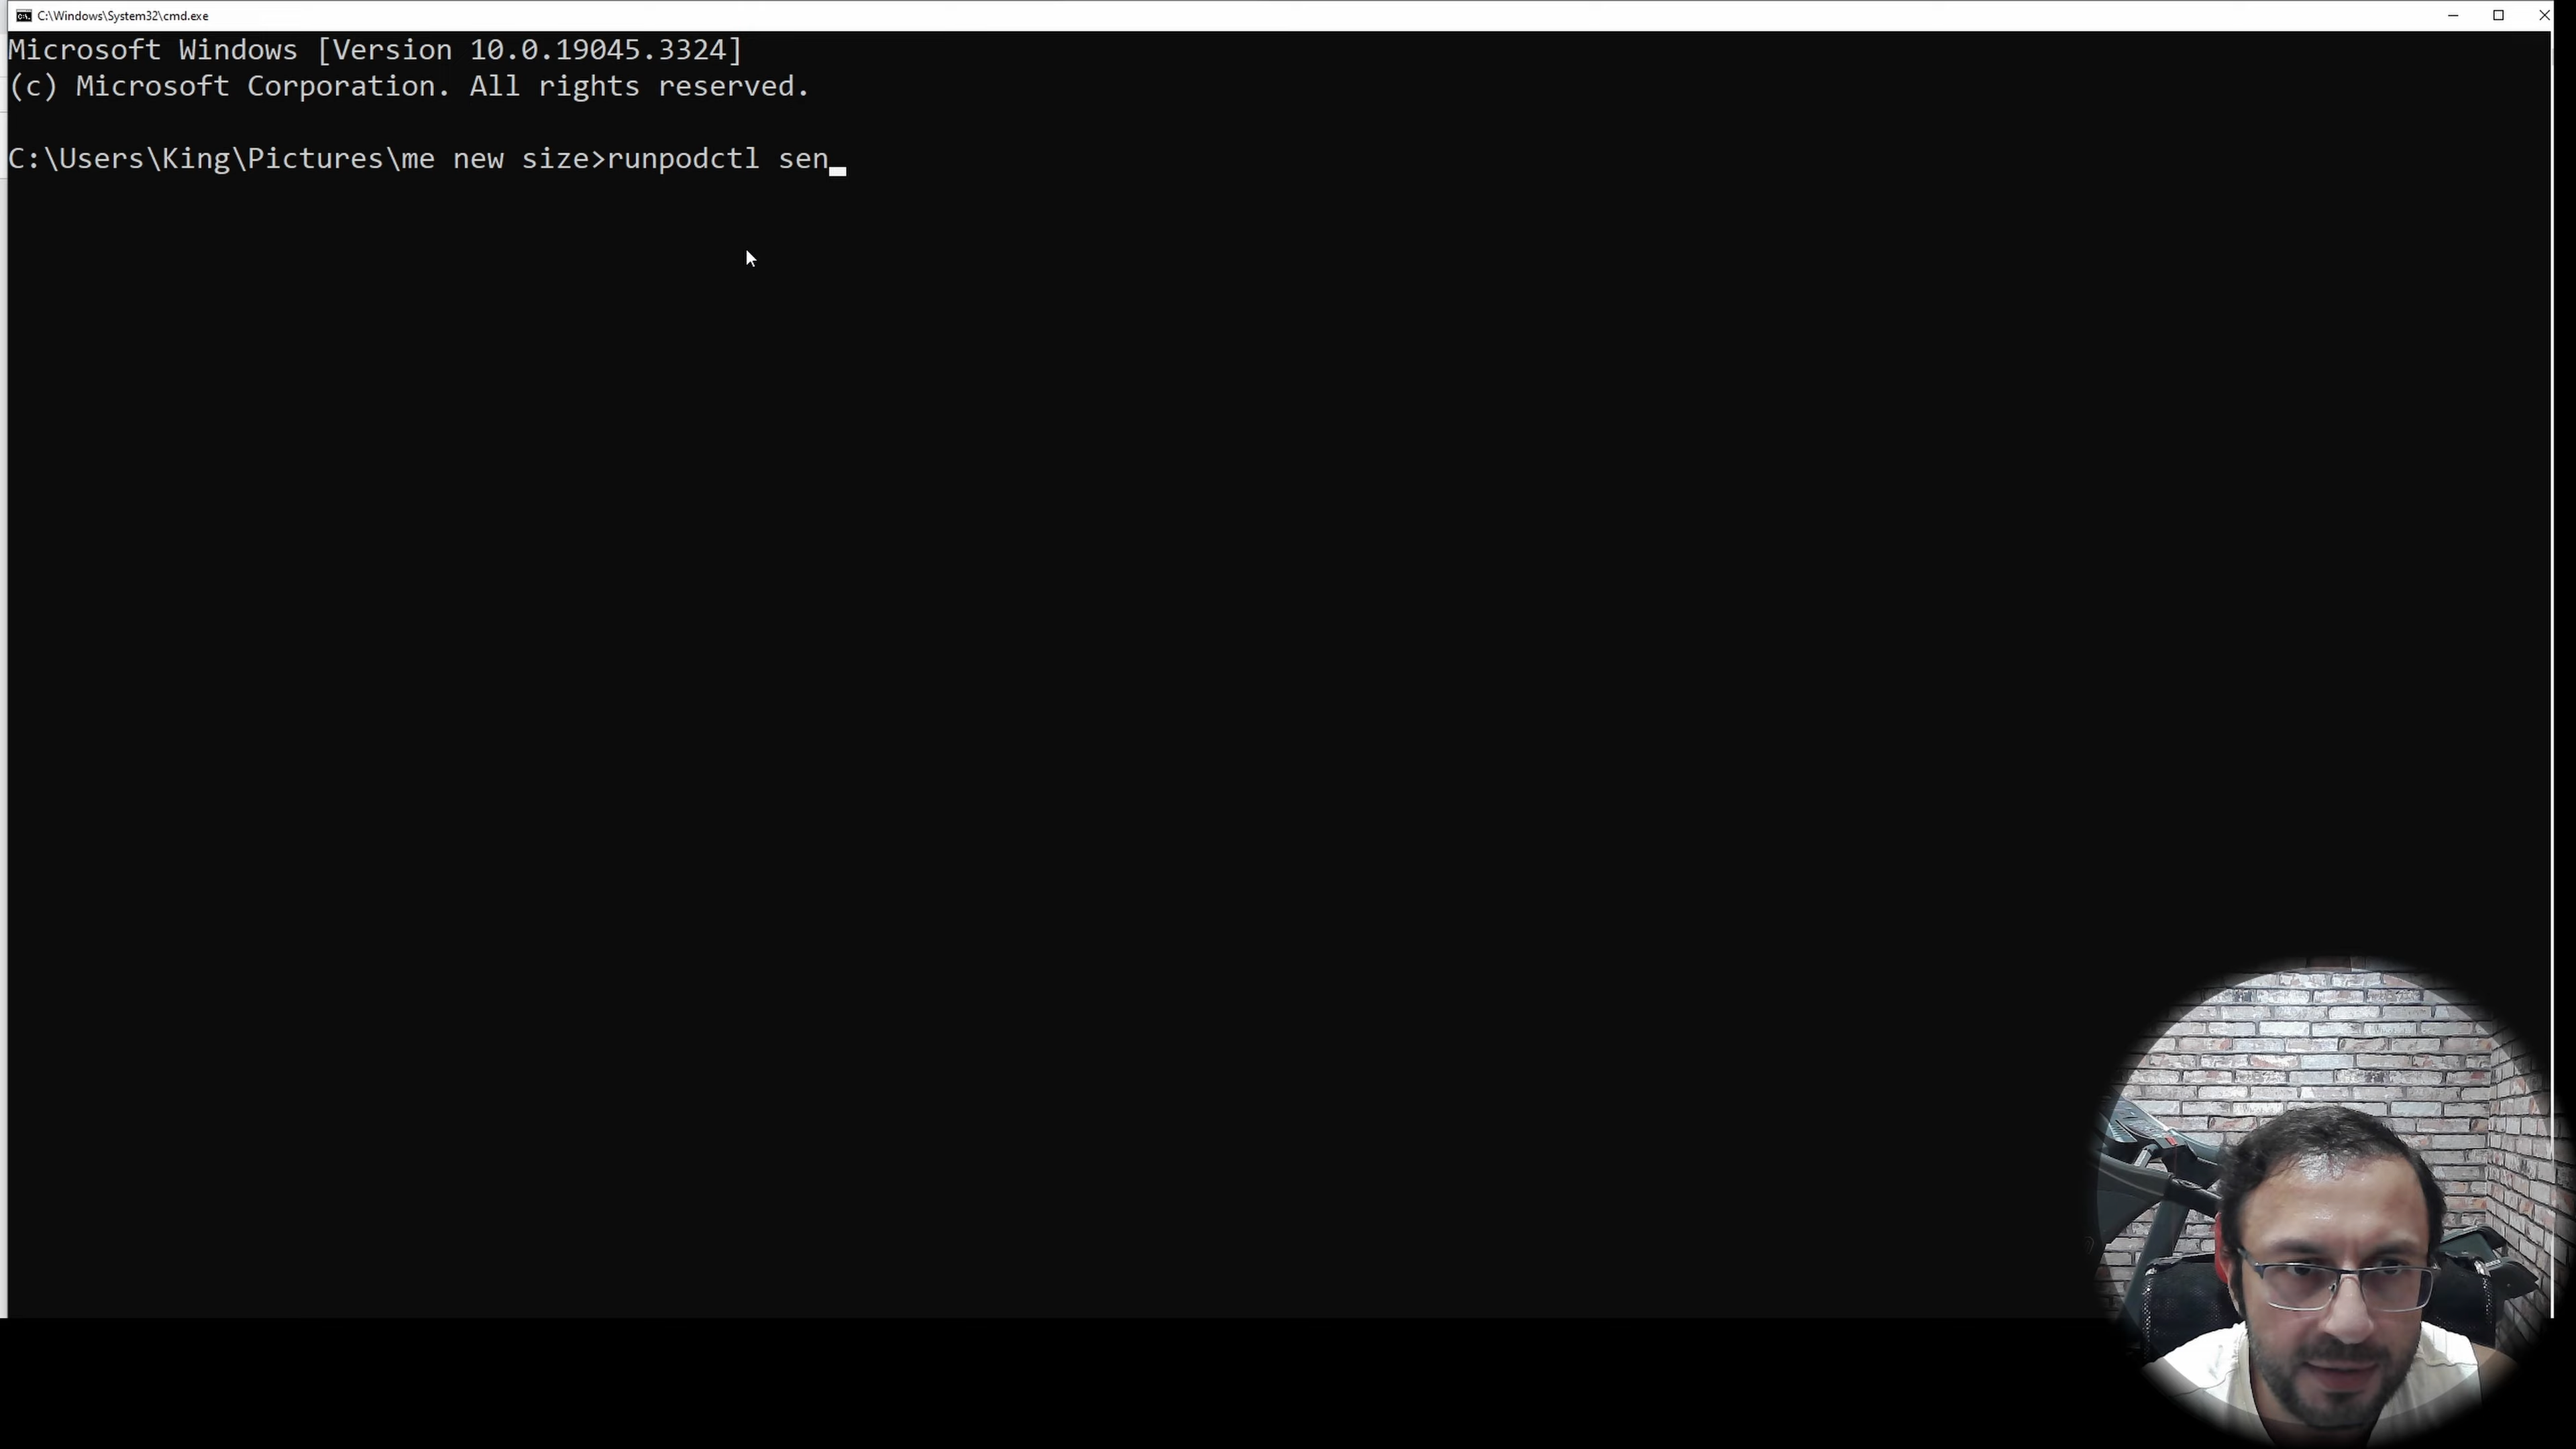 C:\Windows\System32\cmd.exe
Microsoft Windows [Version 10.0.19045.3324]
(c) Microsoft Corporation. All rights reserved.
C:\Users\King\Pictures\me new size>runpodctl sen